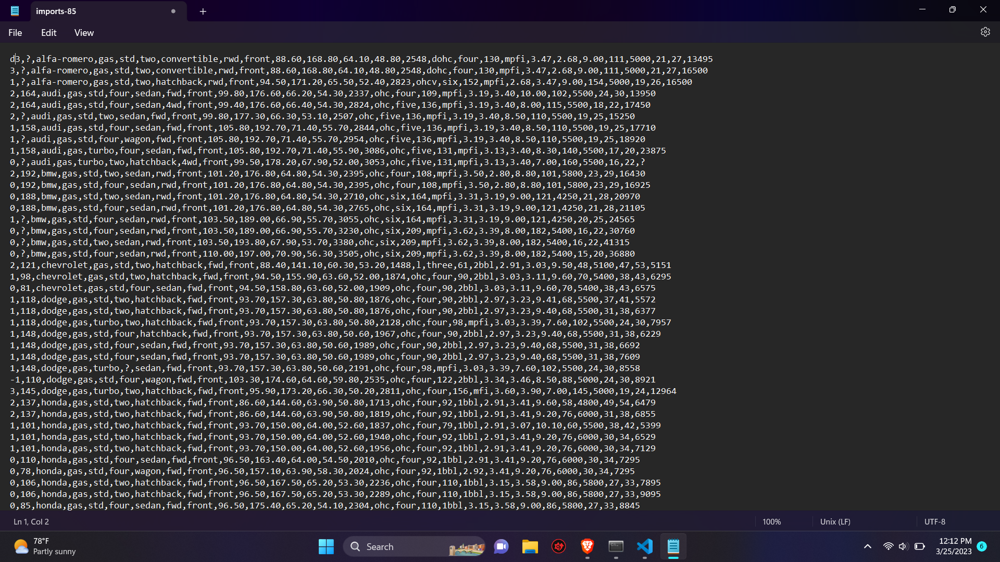 imports-85
File Edit View
d3,?,alfa-romero,gas,std,two,convertible,rwd,front,88.60,168.80,64.10,48.80,2548,dohc,four,130,mpfi,3.47,2.68,9.00,111,5000,21,27,13495
3,?,alfa-romero,gas,std,two,convertible,rwd,front,88.60,168.80,64.10,48.80,2548,dohc,four,130,mpfi,3.47,2.68,9.00,111,5000,21,27,16500
1,?,alfa-romero,gas,std,two,hatchback,rwd,front,94.50,171.20,65.50,52.40,2823,ohcv,six,152,mpfi,2.68,3.47,9.00,154,5000,19,26,16500
2,164,audi,gas,std,four,sedan,fwd,front,99.80,176.60,66.20,54.30,2337,ohc,four,109,mpfi,3.19,3.40,10.00,102,5500,24,30,13950
2,164,audi,gas,std,four,sedan,4wd,front,99.40,176.60,66.40,54.30,2824,ohc,five,136,mpfi,3.19,3.40,8.00,115,5500,18,22,17450
2,?,audi,gas,std,two,sedan,fwd,front,99.80,177.30,66.30,53.10,2507,ohc,five,136,mpfi,3.19,3.40,8.50,110,5500,19,25,15250
1,158,audi,gas,std,four,sedan,fwd,front,105.80,192.70,71.40,55.70,2844,ohc,five,136,mpfi,3.19,3.40,8.50,110,5500,19,25,17710
1,?,audi,gas,std,four,wagon,fwd,front,105.80,192.70,71.40,55.70,2954,ohc,five,136,mpfi,3.19,3.40,8.50,110,5500,19,25,18920
1,158,audi,gas,turbo,four,sedan,fwd,front,105.80,192.70,71.40,55.90,3086,ohc,five,131,mpfi,3.13,3.40,8.30,140,5500,17,20,23875
0,?,audi,gas,turbo,two,hatchback,4wd,front,99.50,178.20,67.90,52.00,3053,ohc,five,131,mpfi,3.13,3.40,7.00,160,5500,16,22,?
2,192,bmw,gas,std,two,sedan,rwd,front,101.20,176.80,64.80,54.30,2395,ohc,four,108,mpfi,3.50,2.80,8.80,101,5800,23,29,16430
0,192,bmw,gas,std,four,sedan,rwd,front,101.20,176.80,64.80,54.30,2395,ohc,four,108,mpfi,3.50,2.80,8.80,101,5800,23,29,16925
0,188,bmw,gas,std,two,sedan,rwd,front,101.20,176.80,64.80,54.30,2710,ohc,six,164,mpfi,3.31,3.19,9.00,121,4250,21,28,20970
0,188,bmw,gas,std,four,sedan,rwd,front,101.20,176.80,64.80,54.30,2765,ohc,six,164,mpfi,3.31,3.19,9.00,121,4250,21,28,21105
1,?,bmw,gas,std,four,sedan,rwd,front,103.50,189.00,66.90,55.70,3055,ohc,six,164,mpfi,3.31,3.19,9.00,121,4250,20,25,24565
0,?,bmw,gas,std,four,sedan,rwd,front,103.50,189.00,66.90,55.70,3230,ohc,six,209,mpfi,3.62,3.39,8.00,182,5400,16,22,30760
0,?,bmw,gas,std,two,sedan,rwd,front,103.50,193.80,67.90,53.70,3380,ohc,six,209,mpfi,3.62,3.39,8.00,182,5400,16,22,41315
0,?,bmw,gas,std,four,sedan,rwd,front,110.00,197.00,70.90,56.30,3505,ohc,six,209,mpfi,3.62,3.39,8.00,182,5400,15,20,36880
2,121,chevrolet,gas,std,two,hatchback,fwd,front,88.40,141.10,60.30,53.20,1488,l,three,61,2bbl,2.91,3.03,9.50,48,5100,47,53,5151
1,98,chevrolet,gas,std,two,hatchback,fwd,front,94.50,155.90,63.60,52.00,1874,ohc,four,90,2bbl,3.03,3.11,9.60,70,5400,38,43,6295
0,81,chevrolet,gas,std,four,sedan,fwd,front,94.50,158.80,63.60,52.00,1909,ohc,four,90,2bbl,3.03,3.11,9.60,70,5400,38,43,6575
1,118,dodge,gas,std,two,hatchback,fwd,front,93.70,157.30,63.80,50.80,1876,ohc,four,90,2bbl,2.97,3.23,9.41,68,5500,37,41,5572
1,118,dodge,gas,std,two,hatchback,fwd,front,93.70,157.30,63.80,50.80,1876,ohc,four,90,2bbl,2.97,3.23,9.40,68,5500,31,38,6377
1,118,dodge,gas,turbo,two,hatchback,fwd,front,93.70,157.30,63.80,50.80,2128,ohc,four,98,mpfi,3.03,3.39,7.60,102,5500,24,30,7957
1,148,dodge,gas,std,four,hatchback,fwd,front,93.70,157.30,63.80,50.60,1967,ohc,four,90,2bbl,2.97,3.23,9.40,68,5500,31,38,6229
1,148,dodge,gas,std,four,sedan,fwd,front,93.70,157.30,63.80,50.60,1989,ohc,four,90,2bbl,2.97,3.23,9.40,68,5500,31,38,6692
1,148,dodge,gas,std,four,sedan,fwd,front,93.70,157.30,63.80,50.60,1989,ohc,four,90,2bbl,2.97,3.23,9.40,68,5500,31,38,7609
1,148,dodge,gas,turbo,?,sedan,fwd,front,93.70,157.30,63.80,50.60,2191,ohc,four,98,mpfi,3.03,3.39,7.60,102,5500,24,30,8558
-1,110,dodge,gas,std,four,wagon,fwd,front,103.30,174.60,64.60,59.80,2535,ohc,four,122,2bbl,3.34,3.46,8.50,88,5000,24,30,8921
3,145,dodge,gas,turbo,two,hatchback,fwd,front,95.90,173.20,66.30,50.20,2811,ohc,four,156,mfi,3.60,3.90,7.00,145,5000,19,24,12964
2,137,honda,gas,std,two,hatchback,fwd,front,86.60,144.60,63.90,50.80,1713,ohc,four,92,1bbl,2.91,3.41,9.60,58,4800,49,54,6479
2,137,honda,gas,std,two,hatchback,fwd,front,86.60,144.60,63.90,50.80,1819,ohc,four,92,1bbl,2.91,3.41,9.20,76,6000,31,38,6855
1,101,honda,gas,std,two,hatchback,fwd,front,93.70,150.00,64.00,52.60,1837,ohc,four,79,1bbl,2.91,3.07,10.10,60,5500,38,42,5399
1,101,honda,gas,std,two,hatchback,fwd,front,93.70,150.00,64.00,52.60,1940,ohc,four,92,1bbl,2.91,3.41,9.20,76,6000,30,34,6529
1,101,honda,gas,std,two,hatchback,fwd,front,93.70,150.00,64.00,52.60,1956,ohc,four,92,1bbl,2.91,3.41,9.20,76,6000,30,34,7129
0,110,honda,gas,std,four,sedan,fwd,front,96.50,163.40,64.00,54.50,2010,ohc,four,92,1bbl,2.91,3.41,9.20,76,6000,30,34,7295
0,78,honda,gas,std,four,wagon,fwd,front,96.50,157.10,63.90,58.30,2024,ohc,four,92,1bbl,2.92,3.41,9.20,76,6000,30,34,7295
0,106,honda,gas,std,two,hatchback,fwd,front,96.50,167.50,65.20,53.30,2236,ohc,four,110,1bbl,3.15,3.58,9.00,86,5800,27,33,7895
0,106,honda,gas,std,two,hatchback,fwd,front,96.50,167.50,65.20,53.30,2289,ohc,four,110,1bbl,3.15,3.58,9.00,86,5800,27,33,9095
0,85,honda,gas,std,four,sedan,fwd,front,96.50,175.40,65.20,54.10,2304,ohc,four,110,1bbl,3.15,3.58,9.00,86,5800,27,33,8845
Ln 1, Col 2 100% Unix (LF) UTF-8
78°F
Partly sunny
Search
12:12 PM
3/25/2023
6